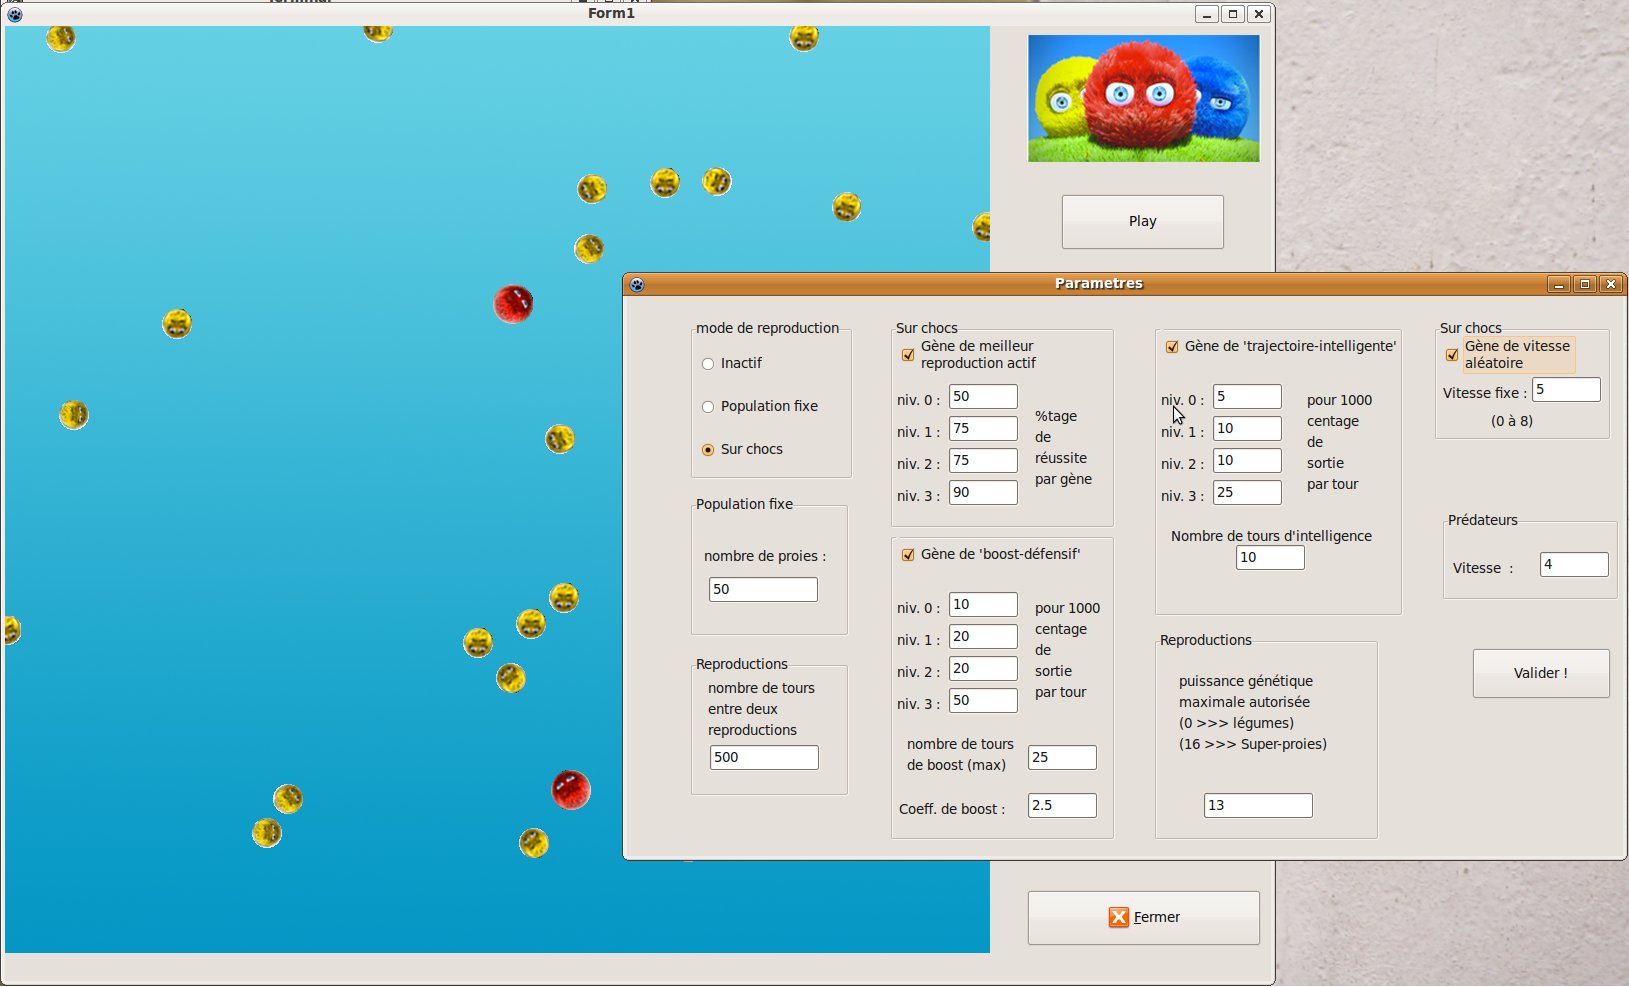 Form1
Play
Parametres
mode de reproduction
Inactif
Population fixe
Sur chocs
Population fixe
nombre de proies :
50
Reproductions
nombre de tours
entre deux
reproductions
500
Sur chocs
Gène de meilleur
reproduction actif
niv. 0 : 50
niv. 1 : 75
niv. 2 : 75
niv. 3 : 90
%tage
de
réussite
par gène
Gène de 'boost-défensif'
niv. 0 : 10
niv. 1 : 20
niv. 2 : 20
niv. 3 : 50
pour 1000
centage
de
sortie
par tour
nombre de tours
de boost (max) 25
Coeff. de boost : 2.5
Gène de 'trajectoire-intelligente'
niv. 0 : 5
niv. 1 : 10
niv. 2 : 10
niv. 3 : 25
pour 1000
centage
de
sortie
par tour
Nombre de tours d'intelligence
10
Reproductions
puissance génétique
maximale autorisée
(0 >>> légumes)
(16 >>> Super-proies)
13
Sur chocs
Gène de vitesse
aléatoire
Vitesse fixe : 5
(0 à 8)
Prédateurs
Vitesse : 4
Valider !
Fermer